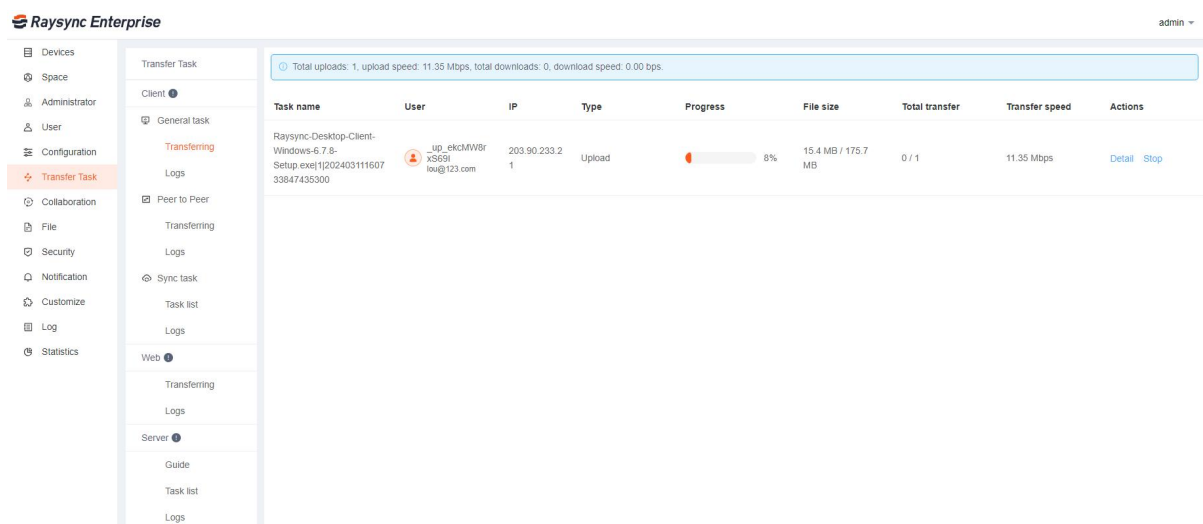 Raysync Enterprise
admin
Devices
Space
Administrator
User
Configuration
Transfer Task
Collaboration
File
Security
Notification
Customize
Log
Statistics
Transfer Task
Client
General task
Transferring
Logs
Peer to Peer
Transferring
Logs
Sync task
Task list
Logs
Web
Transferring
Logs
Server
Guide
Task list
Logs
Total uploads: 1, upload speed: 11.35 Mbps, total downloads: 0, download speed: 0.00 bps.
Task name User IP Type Progress File size Total transfer Transfer speed Actions
Raysync-Desktop-Client-
Windows-6.7.8-
Setup.exe|1|202403111607
33847435300
_up_ekcMW8r
xS69I
lou@123.com
203.90.233.2
1
Upload
8%
15.4 MB / 175.7
MB
0 / 1
11.35 Mbps
Detail Stop